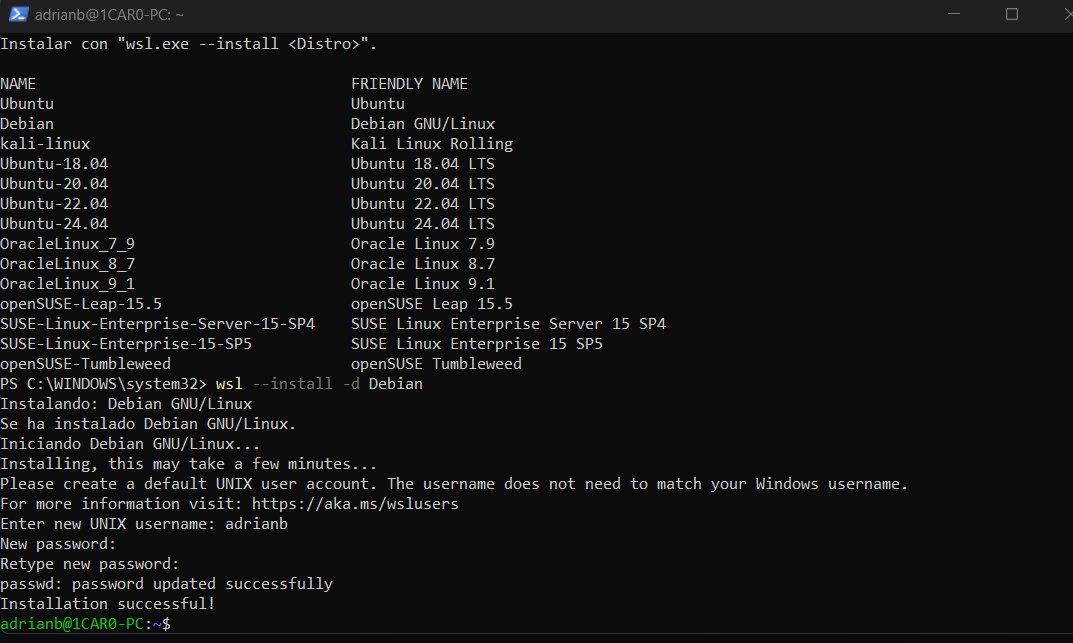 adrianb@1CAR0-PC: ~
Instalar con "wsl.exe --install <Distro>".
NAME FRIENDLY NAME
Ubuntu Ubuntu
Debian Debian GNU/Linux
kali-linux Kali Linux Rolling
Ubuntu-18.04 Ubuntu 18.04 LTS
Ubuntu-20.04 Ubuntu 20.04 LTS
Ubuntu-22.04 Ubuntu 22.04 LTS
Ubuntu-24.04 Ubuntu 24.04 LTS
OracleLinux_7_9 Oracle Linux 7.9
OracleLinux_8_7 Oracle Linux 8.7
OracleLinux_9_1 Oracle Linux 9.1
openSUSE-Leap-15.5 openSUSE Leap 15.5
SUSE-Linux-Enterprise-Server-15-SP4 SUSE Linux Enterprise Server 15 SP4
SUSE-Linux-Enterprise-15-SP5 SUSE Linux Enterprise 15 SP5
openSUSE-Tumbleweed openSUSE Tumbleweed
PS C:\WINDOWS\system32> wsl --install -d Debian
Instalando: Debian GNU/Linux
Se ha instalado Debian GNU/Linux.
Iniciando Debian GNU/Linux...
Installing, this may take a few minutes...
Please create a default UNIX user account. The username does not need to match your Windows username.
For more information visit: https://aka.ms/wslusers
Enter new UNIX username: adrianb
New password:
Retype new password:
passwd: password updated successfully
Installation successful!
adrianb@1CAR0-PC:~$